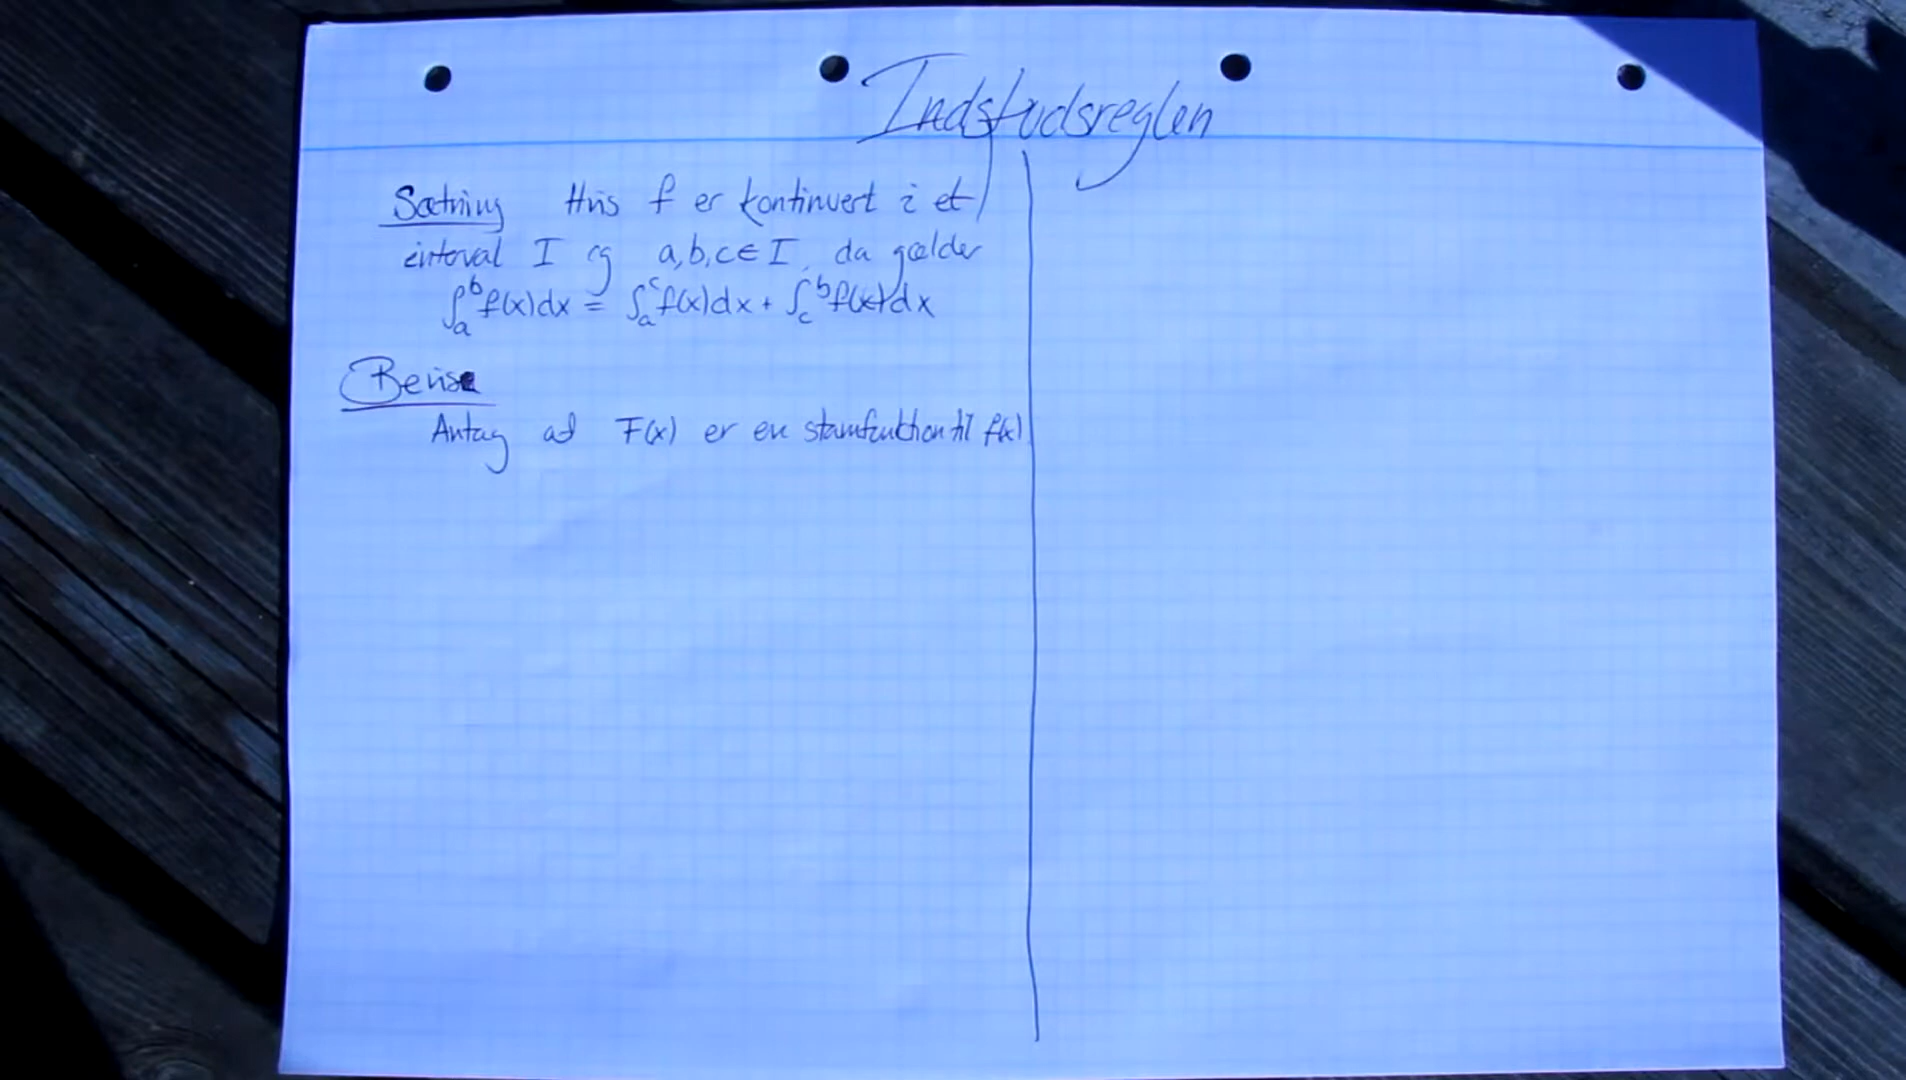 Indskudsreglen
Sætning Hvis f er kontinuert i et
interval I og a,b,c ∈ I, da gælder
∫_a^b f(x)dx = ∫_a^c f(x)dx + ∫_c^b f(x)dx
Bevis
Antag at F(x) er en stamfunktion til f(x)